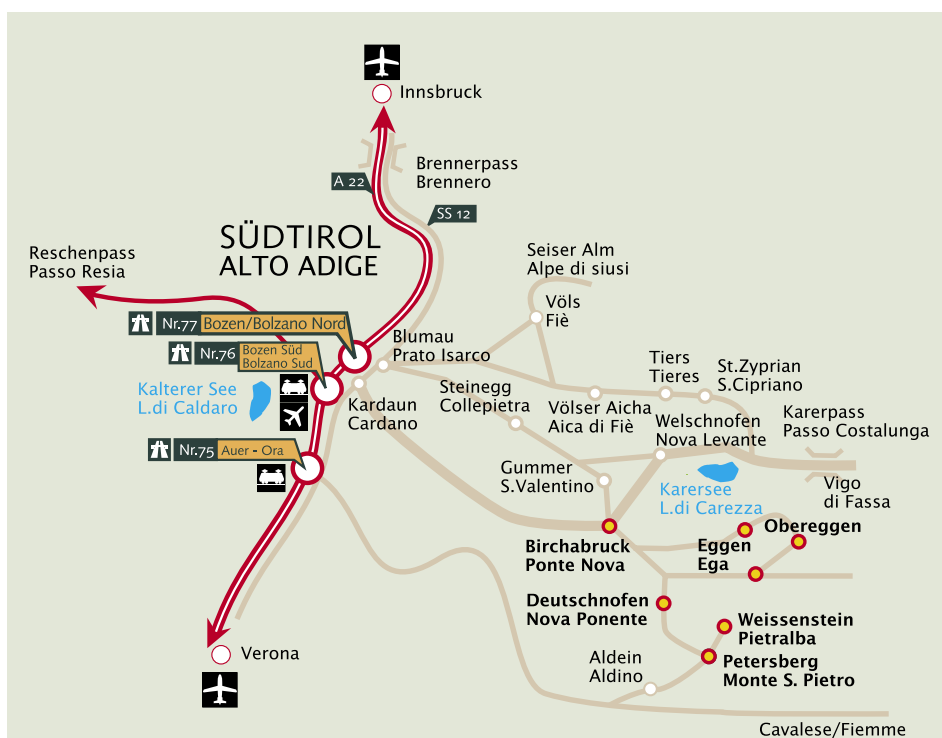 Innsbruck
Brennerpass
Brennero
A 22
SS 12
SÜDTIROL
ALTO ADIGE
Reschenpass
Passo Resia
Seiser Alm
Alpe di siusi
Völs
Fiè
Nr.77 Bozen/Bolzano Nord
Nr.76 Bozen Süd
Bolzano Sud
Blumau
Prato Isarco
Kalterer See
L.di Caldaro
Kardaun
Cardano
Steinegg
Collepietra
Völser Aicha
Aica di Fiè
Tiers
Tieres
St.Zyprian
S.Cipriano
Welschnofen
Nova Levante
Karerpass
Passo Costalunga
Nr.75 Auer - Ora
Gummer
S.Valentino
Karersee
L.di Carezza
Vigo
di Fassa
Birchabruck
Ponte Nova
Eggen
Ega
Obereggen
Deutschnofen
Nova Ponente
Weissenstein
Pietralba
Petersberg
Monte S. Pietro
Aldein
Aldino
Verona
Cavalese/Fiemme